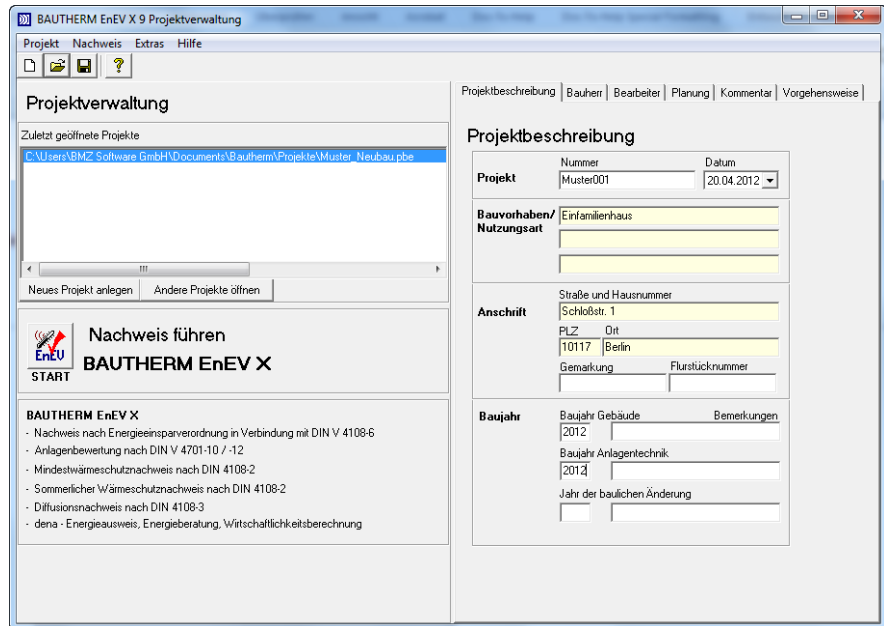 BAUTHERM EnEV X 9 Projektverwaltung
Projekt Nachweis Extras Hilfe
Projektverwaltung
Zuletzt geöffnete Projekte
C:\Users\BMZ Software GmbH\Documents\Bautherm\Projekte\Muster_Neubau.pbe
Neues Projekt anlegen Andere Projekte öffnen
EnEV
START
Nachweis führen
BAUTHERM EnEV X
BAUTHERM EnEV X
- Nachweis nach Energieeinsparverordnung in Verbindung mit DIN V 4108-6
- Anlagenbewertung nach DIN V 4701-10 / -12
- Mindestwärmeschutznachweis nach DIN 4108-2
- Sommerlicher Wärmeschutznachweis nach DIN 4108-2
- Diffusionsnachweis nach DIN 4108-3
- dena - Energieausweis, Energieberatung, Wirtschaftlichkeitsberechnung
Projektbeschreibung Bauherr Bearbeiter Planung Kommentar Vorgehensweise
Projektbeschreibung
Nummer Datum
Projekt Muster001 20.04.2012
Bauvorhaben/ Einfamilienhaus
Nutzungsart
Straße und Hausnummer
Anschrift Schloßstr. 1
PLZ Ort
10117 Berlin
Gemarkung Flurstücknummer
Baujahr Baujahr Gebäude Bemerkungen
2012
Baujahr Anlagentechnik
2012
Jahr der baulichen Änderung